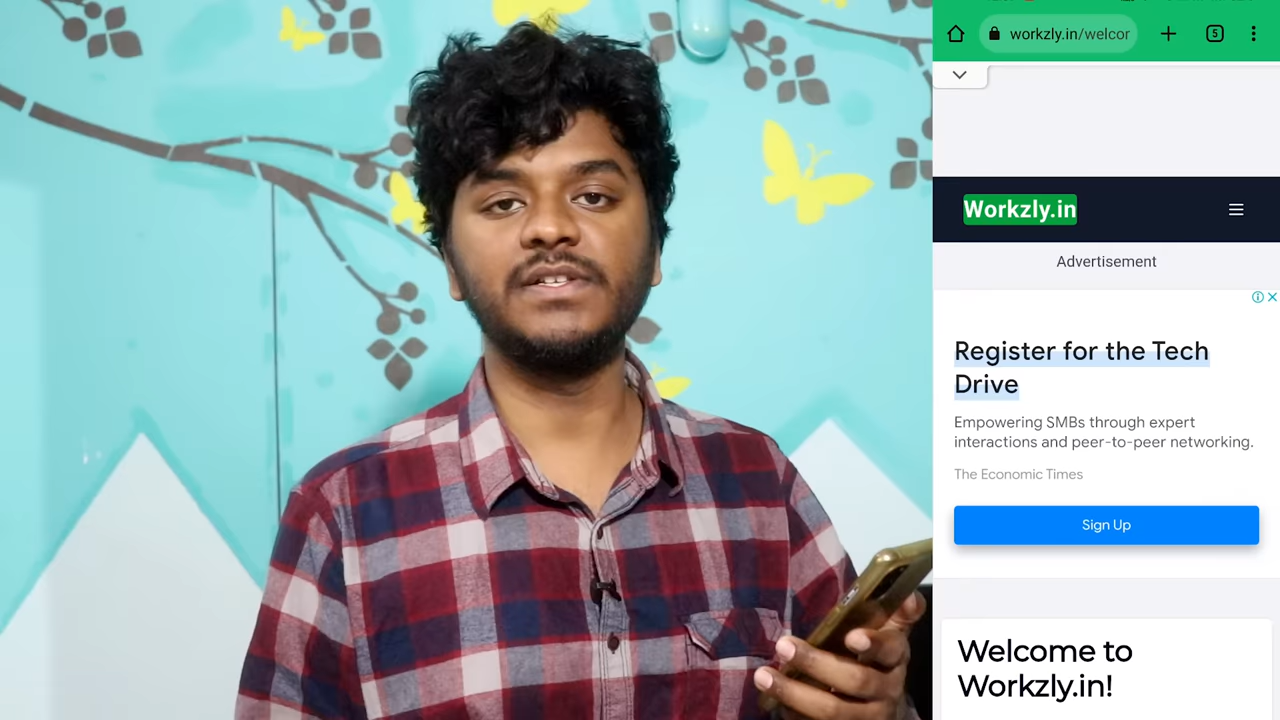 workzly.in/welcor
5
Workzly.in
Advertisement
Register for the Tech
Drive
Empowering SMBs through expert
interactions and peer-to-peer networking.
The Economic Times
Sign Up
Welcome to
Workzly.in!